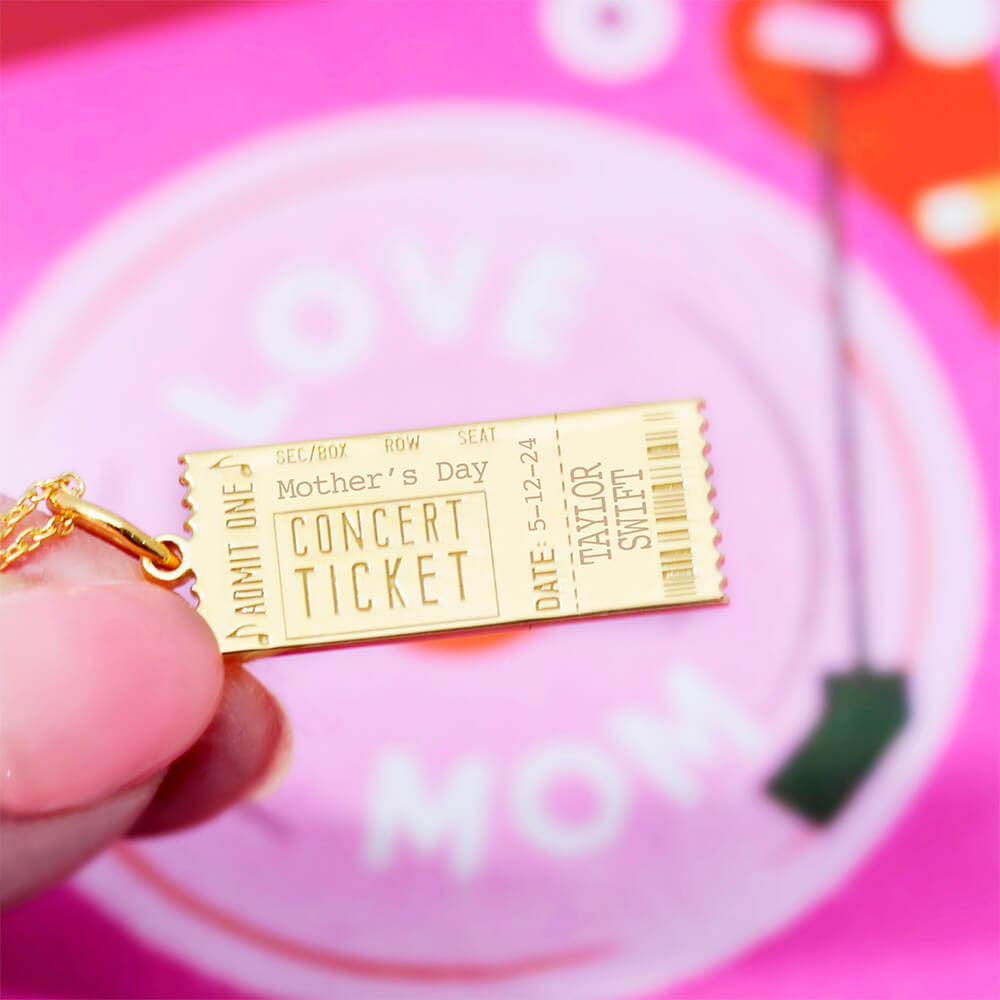 LOVE
ADMIT ONE
SEC/BOX ROW SEAT
Mother's Day
CONCERT
TICKET
DATE: 5-12-24
TAYLOR
SWIFT
MOM